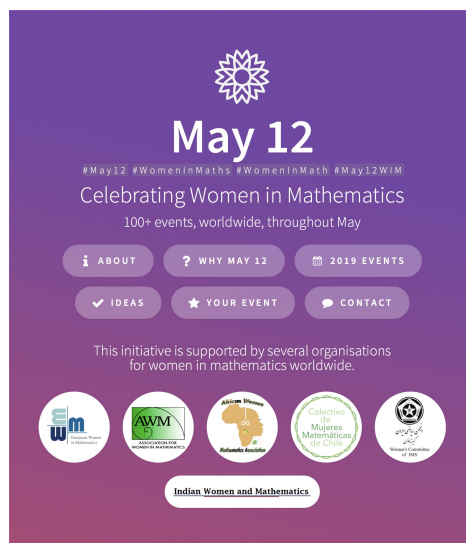 May 12
#May12 #WomenInMaths #WomenInMath #May12WIM
Celebrating Women in Mathematics
100+ events, worldwide, throughout May
ABOUT
WHY MAY 12
2019 EVENTS
IDEAS
YOUR EVENT
CONTACT
This initiative is supported by several organisations
for women in mathematics worldwide.
European Women
in Mathematics
AWM
ASSOCIATION FOR
WOMEN IN MATHEMATICS
African Women
in
Mathematics Association
Colectivo
de
Mujeres
Matemáticas
de Chile
Women's Committee
of IMS
Indian Women and Mathematics